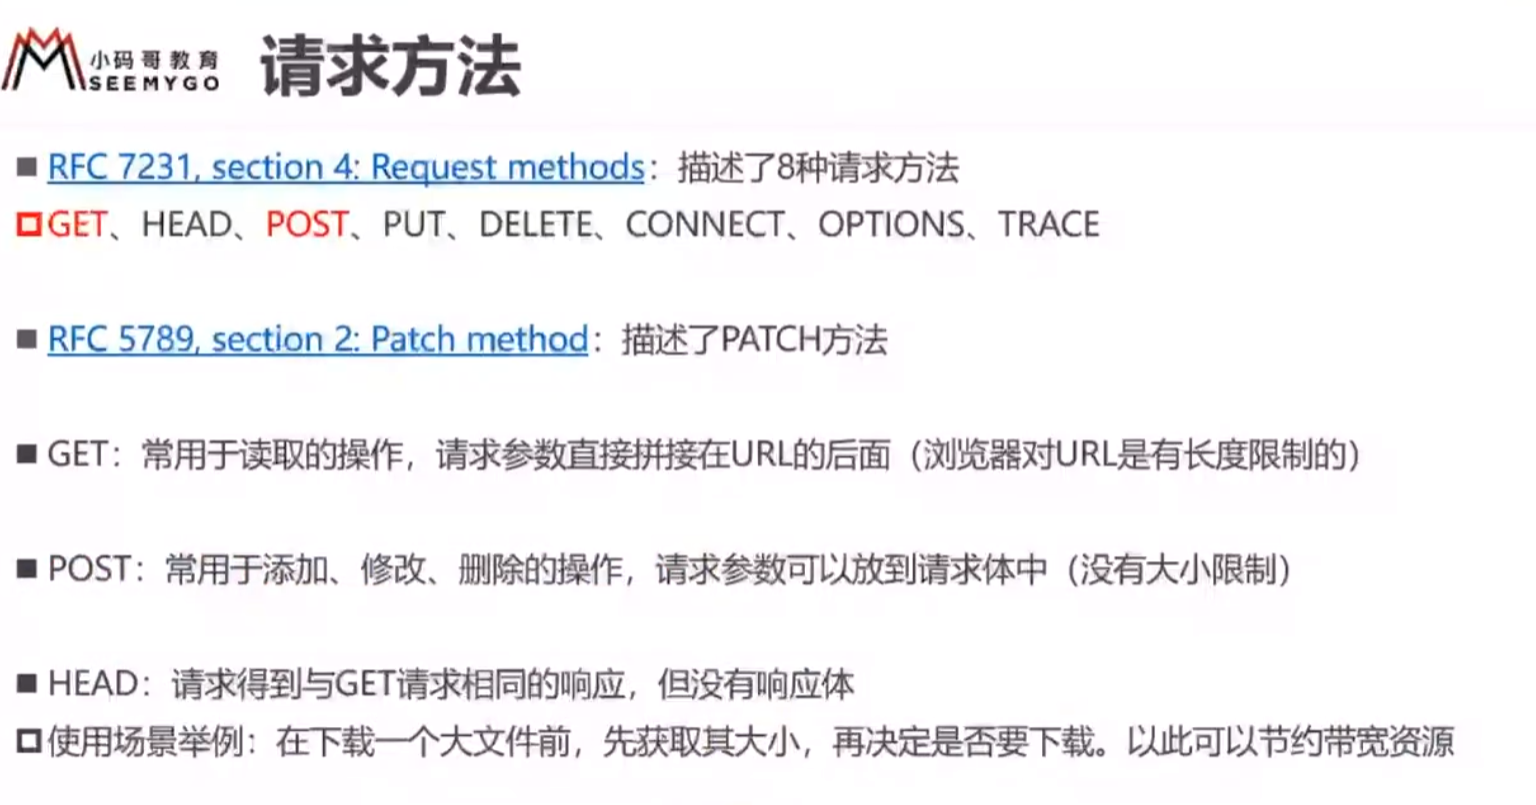 小码哥教育
SEEMYGO
请求方法
RFC 7231, section 4: Request methods：描述了8种请求方法
GET、HEAD、POST、PUT、DELETE、CONNECT、OPTIONS、TRACE
RFC 5789, section 2: Patch method：描述了PATCH方法
GET：常用于读取的操作，请求参数直接拼接在URL的后面（浏览器对URL是有长度限制的）
POST：常用于添加、修改、删除的操作，请求参数可以放到请求体中（没有大小限制）
HEAD：请求得到与GET请求相同的响应，但没有响应体
使用场景举例：在下载一个大文件前，先获取其大小，再决定是否要下载。以此可以节约带宽资源